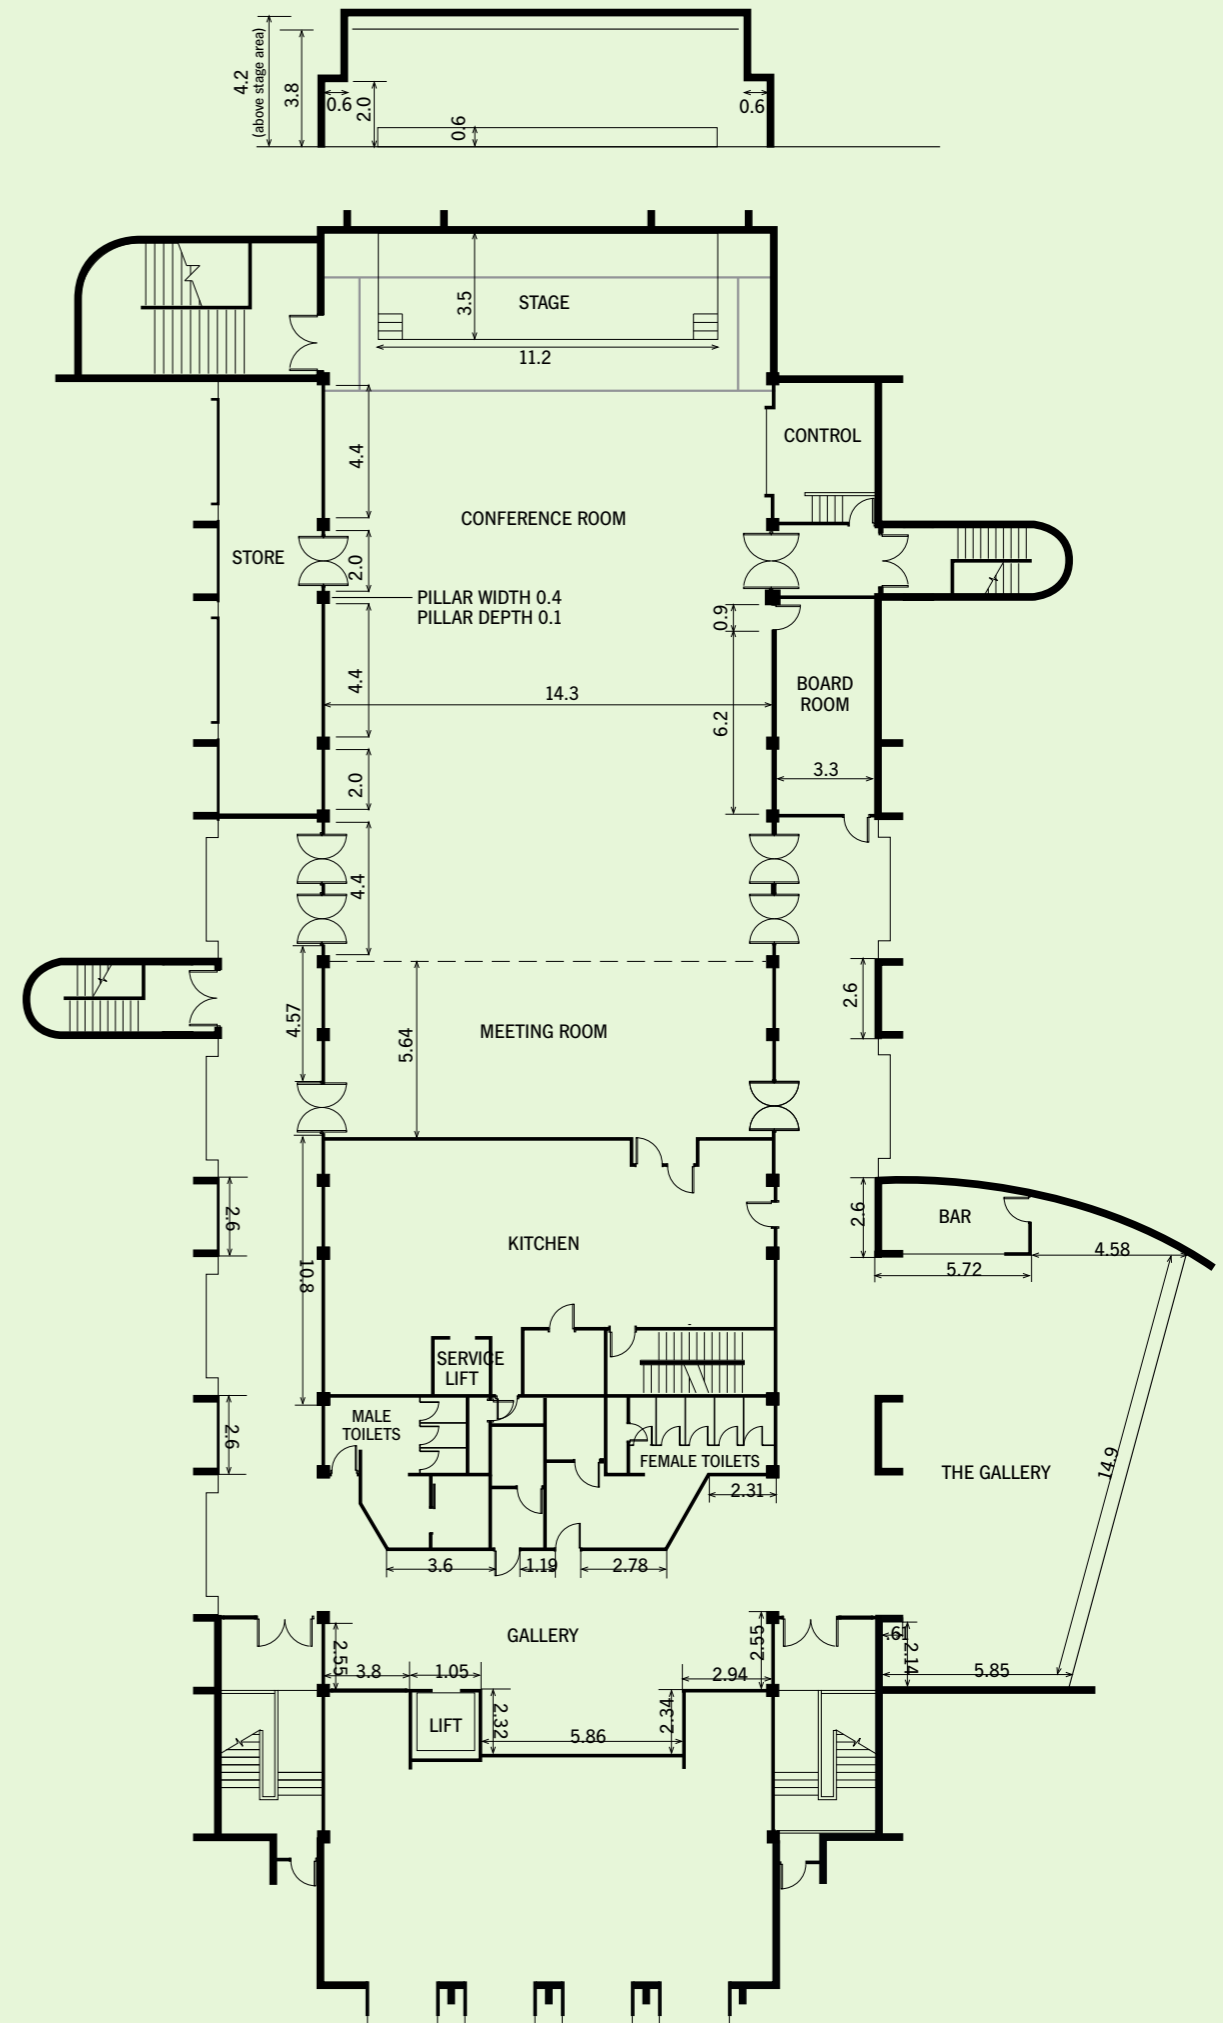 4.2
(above stage area)
3.8
0.6
2.0
0.6
0.6
3.5
STAGE
11.2
4.4
CONTROL
CONFERENCE ROOM
STORE
2.0
PILLAR WIDTH 0.4
PILLAR DEPTH 0.1
0.9
4.4
14.3
6.2
BOARD
ROOM
3.3
2.0
4.4
4.57
5.64
MEETING ROOM
2.6
2.6
10.8
KITCHEN
2.6
BAR
4.58
5.72
SERVICE
LIFT
2.6
MALE
TOILETS
FEMALE TOILETS
2.31
THE GALLERY
14.9
3.6
1.19
2.78
GALLERY
2.55
3.8
1.05
2.55
2.94
.61
2.14
5.85
LIFT
2.32
5.86
2.34